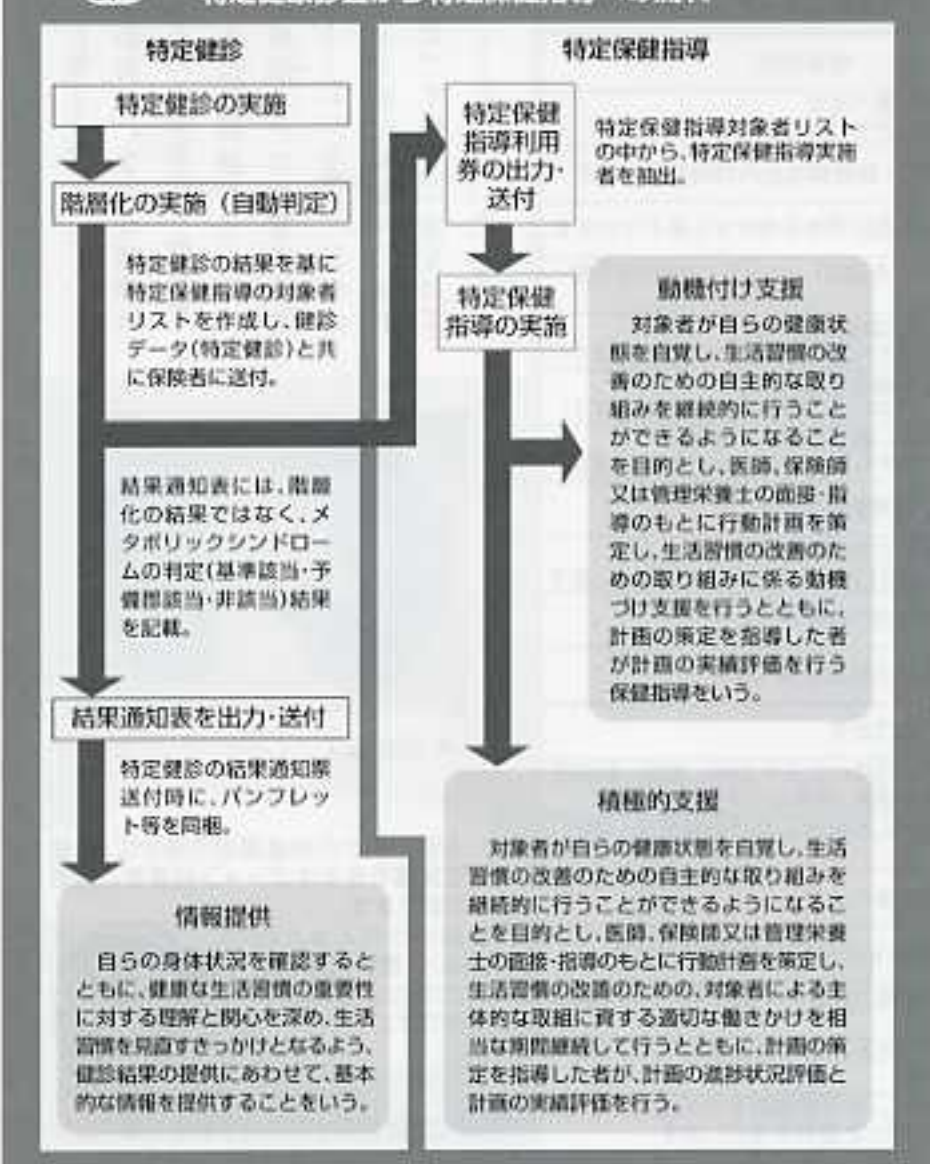 特定健診
特定健診の実施
階層化の実施（自動判定）
特定健診の結果を基に
特定保健指導の対象者
リストを作成し、健診
データ(特定健診)と共
に保険者に送付。
結果通知表には、階層
化の結果ではなく、メ
タボリックシンドロー
ムの判定(基準該当・予
備郡該当・非該当)結果
を記載。
結果通知表を出力・送付
特定健診の結果通知票
送付時に、パンフレッ
ト等を同梱。
情報提供
自らの身体状況を確認すると
ともに、健康な生活習慣の重要性
に対する理解と関心を深め、生活
習慣を見直すきっかけとなるよう、
健診結果の提供にあわせて、基本
的な情報を提供することをいう。
特定保健指導
特定保健
指導利用
券の出力・
送付
特定保健指導対象者リスト
の中から、特定保健指導実施
者を抽出。
特定保健
指導の実施
動機付け支援
対象者が自らの健康状
態を自覚し、生活習慣の改
善のための自主的な取り
組みを継続的に行うこと
ができるようになること
を目的とし、医師、保険師
又は管理栄養士の面接・指
導のもとに行動計画を策
定し、生活習慣の改善のた
めの取り組みに係る動機
づけ支援を行うとともに、
計画の策定を指導した者
が計画の実績評価を行う
保健指導をいう。
積極的支援
対象者が自らの健康状態を自覚し、生活
習慣の改善のための自主的な取り組みを
継続的に行うことができるようになるこ
とを目的とし、医師、保険師又は管理栄養
士の面接・指導のもとに行動計画を策定し、
生活習慣の改善のための、対象者による主
体的な取組に資する適切な働きかけを相
当な期間継続して行うとともに、計画の策
定を指導した者が、計画の進捗状況評価と
計画の実績評価を行う。